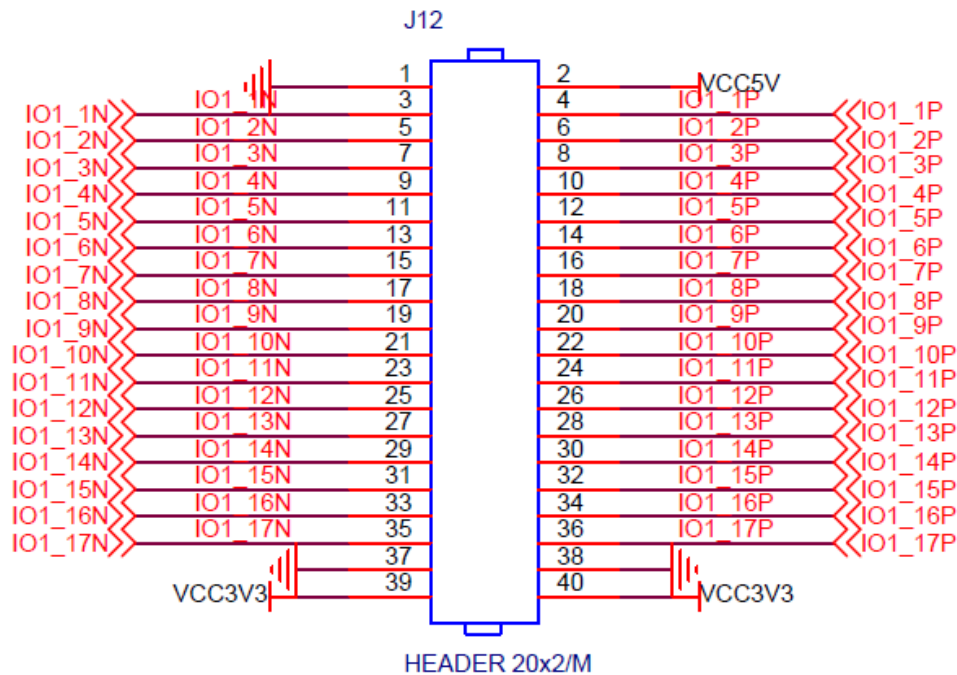 J12
1 2 VCC5V
IO1_1N IO1_1N 3 4 IO1_1P IO1_1P
IO1_2N IO1_2N 5 6 IO1_2P IO1_2P
IO1_3N IO1_3N 7 8 IO1_3P IO1_3P
IO1_4N IO1_4N 9 10 IO1_4P IO1_4P
IO1_5N IO1_5N 11 12 IO1_5P IO1_5P
IO1_6N IO1_6N 13 14 IO1_6P IO1_6P
IO1_7N IO1_7N 15 16 IO1_7P IO1_7P
IO1_8N IO1_8N 17 18 IO1_8P IO1_8P
IO1_9N IO1_9N 19 20 IO1_9P IO1_9P
IO1_10N IO1_10N 21 22 IO1_10P IO1_10P
IO1_11N IO1_11N 23 24 IO1_11P IO1_11P
IO1_12N IO1_12N 25 26 IO1_12P IO1_12P
IO1_13N IO1_13N 27 28 IO1_13P IO1_13P
IO1_14N IO1_14N 29 30 IO1_14P IO1_14P
IO1_15N IO1_15N 31 32 IO1_15P IO1_15P
IO1_16N IO1_16N 33 34 IO1_16P IO1_16P
IO1_17N IO1_17N 35 36 IO1_17P IO1_17P
37 38
VCC3V3 39 40 VCC3V3
HEADER 20x2/M